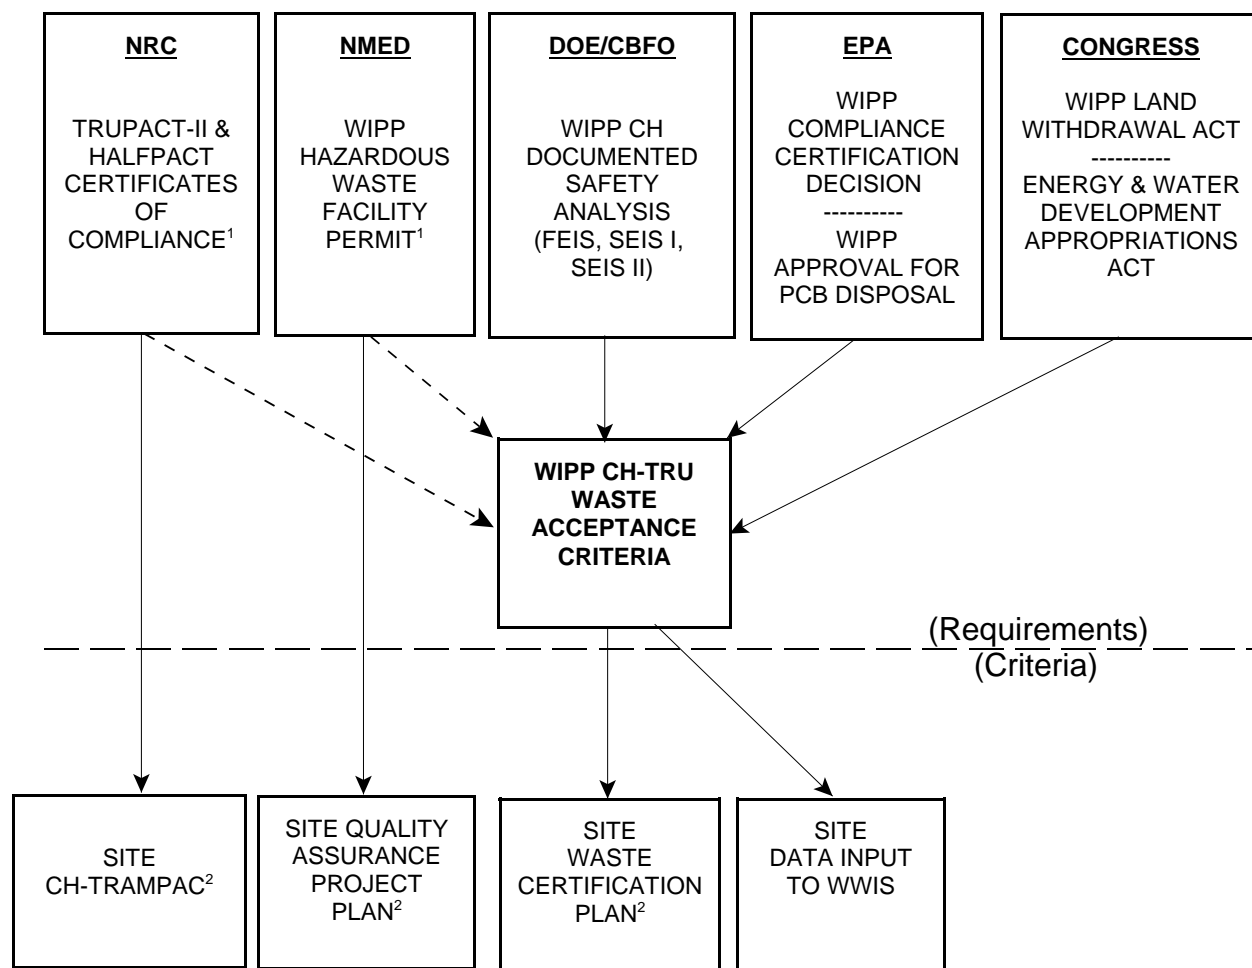 NRC
TRUPACT-II &
HALFPACT
CERTIFICATES
OF
COMPLIANCE¹
NMED
WIPP
HAZARDOUS
WASTE
FACILITY
PERMIT¹
DOE/CBFO
WIPP CH
DOCUMENTED
SAFETY
ANALYSIS
(FEIS, SEIS I,
SEIS II)
EPA
WIPP
COMPLIANCE
CERTIFICATION
DECISION
----------
WIPP
APPROVAL FOR
PCB DISPOSAL
CONGRESS
WIPP LAND
WITHDRAWAL ACT
----------
ENERGY & WATER
DEVELOPMENT
APPROPRIATIONS
ACT
WIPP CH-TRU
WASTE
ACCEPTANCE
CRITERIA
(Requirements)
(Criteria)
SITE
CH-TRAMPAC²
SITE QUALITY
ASSURANCE
PROJECT
PLAN²
SITE
WASTE
CERTIFICATION
PLAN²
SITE
DATA INPUT
TO WWIS